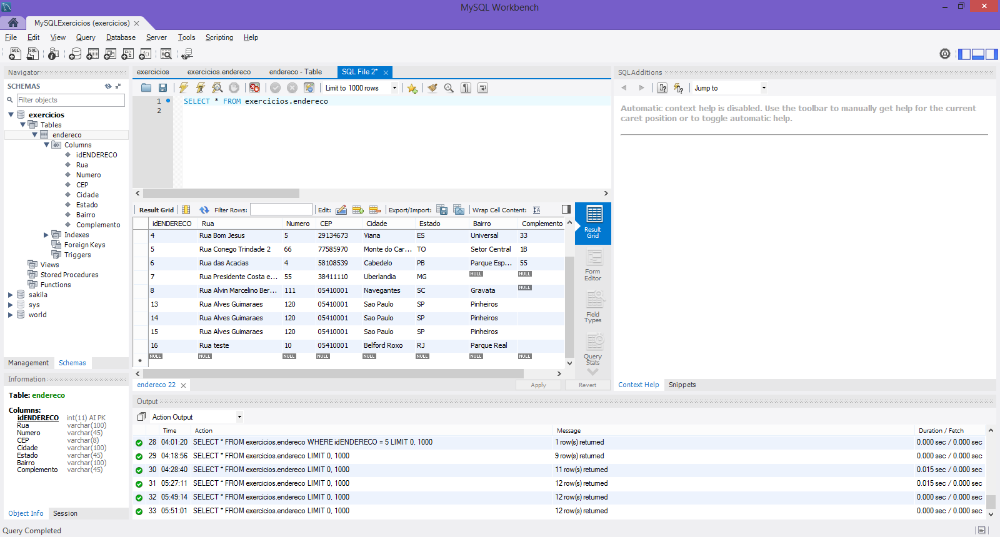 MySQL Workbench
MySQLExercicios (exercicios)
File Edit View Query Database Server Tools Scripting Help
Navigator
SCHEMAS
Filter objects
exercicios
Tables
endereco
Columns
idENDERECO
Rua
Numero
CEP
Cidade
Estado
Bairro
Complemento
Indexes
Foreign Keys
Triggers
Views
Stored Procedures
Functions
sakila
sys
world
Management Schemas
Information
Table: endereco
Columns:
idENDERECO int(11) AI PK
Rua varchar(100)
Numero varchar(45)
CEP varchar(8)
Cidade varchar(100)
Estado varchar(45)
Bairro varchar(100)
Complemento varchar(45)
Object Info Session
Query Completed
exercicios exercicios.endereco endereco - Table SQL File 2*
Limit to 1000 rows
1 SELECT * FROM exercicios.endereco
2
Result Grid Filter Rows: Edit: Export/Import: Wrap Cell Content:
idENDERECO Rua Numero CEP Cidade Estado Bairro Complemento
4 Rua Bom Jesus 5 29134673 Viana ES Universal 33
5 Rua Conego Trindade 2 66 77585970 Monte do Car... TO Setor Central 1B
6 Rua das Acacias 4 58108539 Cabedelo PB Parque Esp... 55
7 Rua Presidente Costa e... 55 38411110 Uberlandia MG NULL NULL
8 Rua Alvin Marcelino Ber... 111 05410001 Navegantes SC Gravata NULL
13 Rua Alves Guimaraes 120 05410001 Sao Paulo SP Pinheiros
14 Rua Alves Guimaraes 120 05410001 Sao Paulo SP Pinheiros
15 Rua Alves Guimaraes 120 05410001 Sao Paulo SP Pinheiros
16 Rua teste 10 05410001 Belford Roxo RJ Parque Real
* NULL NULL NULL NULL NULL NULL NULL NULL
Result
Grid
Form
Editor
Field
Types
Query
Stats
endereco 22 Apply Revert
SQLAdditions
Jump to
Automatic context help is disabled. Use the toolbar to manually get help for the current
caret position or to toggle automatic help.
Context Help Snippets
Output
Action Output
Time Action Message Duration / Fetch
28 04:01:20 SELECT * FROM exercicios.endereco WHERE idENDERECO = 5 LIMIT 0, 1000 1 row(s) returned 0.000 sec / 0.000 sec
29 04:18:56 SELECT * FROM exercicios.endereco LIMIT 0, 1000 9 row(s) returned 0.000 sec / 0.000 sec
30 04:28:40 SELECT * FROM exercicios.endereco LIMIT 0, 1000 11 row(s) returned 0.015 sec / 0.000 sec
31 05:27:11 SELECT * FROM exercicios.endereco LIMIT 0, 1000 12 row(s) returned 0.015 sec / 0.000 sec
32 05:49:14 SELECT * FROM exercicios.endereco LIMIT 0, 1000 12 row(s) returned 0.000 sec / 0.000 sec
33 05:51:01 SELECT * FROM exercicios.endereco LIMIT 0, 1000 12 row(s) returned 0.000 sec / 0.000 sec